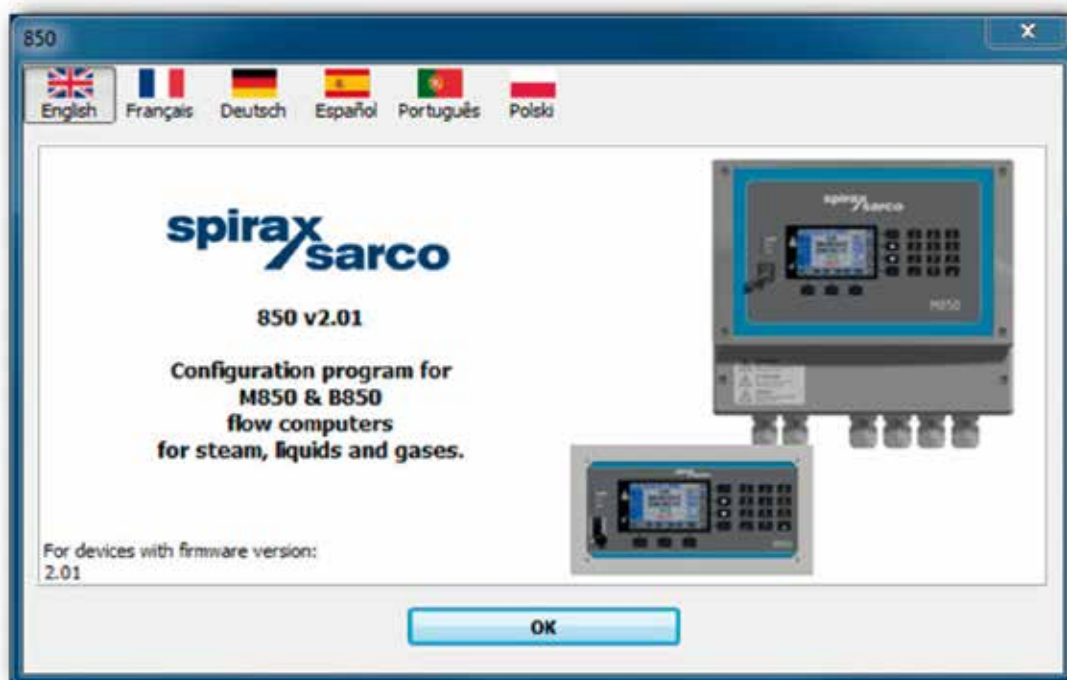 850
English
Français
Deutsch
Español
Português
Polski
spirax
sarco
850 v2.01
Configuration program for
M850 & B850
flow computers
for steam, liquids and gases.
For devices with firmware version:
2.01
spirax
sarco
M850
OK